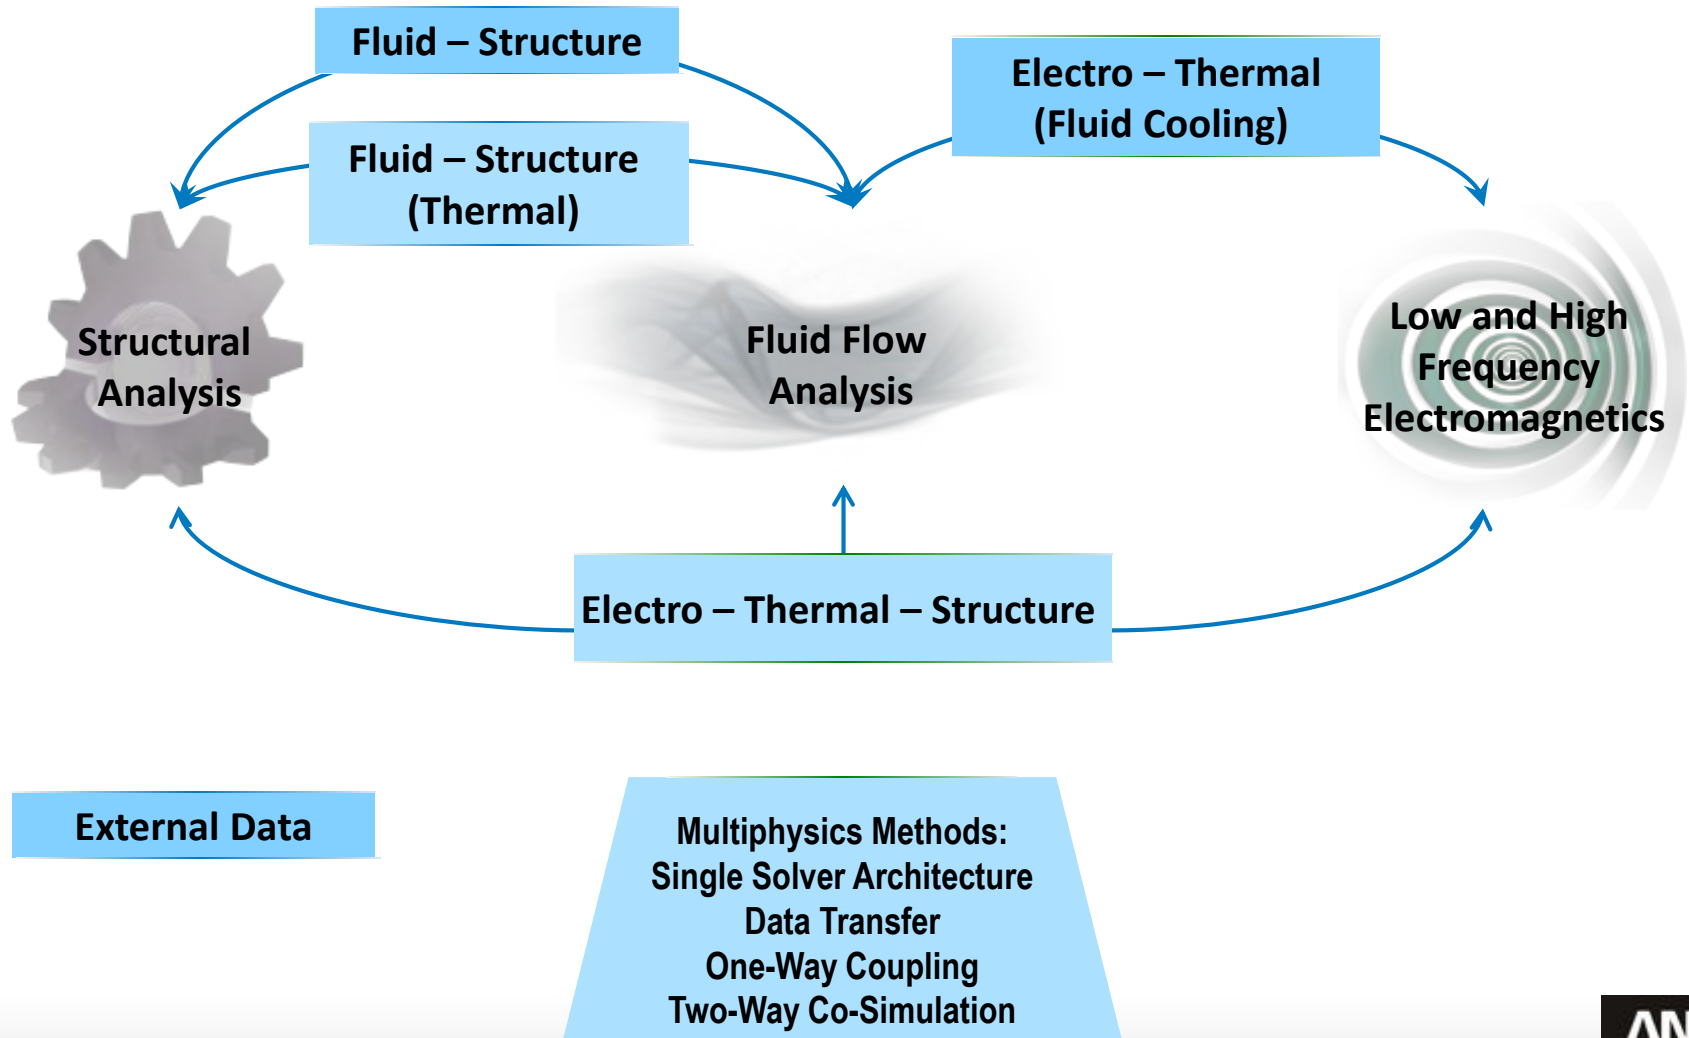 Fluid – Structure
Electro – Thermal
(Fluid Cooling)
Fluid – Structure
(Thermal)
Structural
Analysis
Fluid Flow
Analysis
Low and High
Frequency
Electromagnetics
Electro – Thermal – Structure
External Data
Multiphysics Methods:
Single Solver Architecture
Data Transfer
One-Way Coupling
Two-Way Co-Simulation